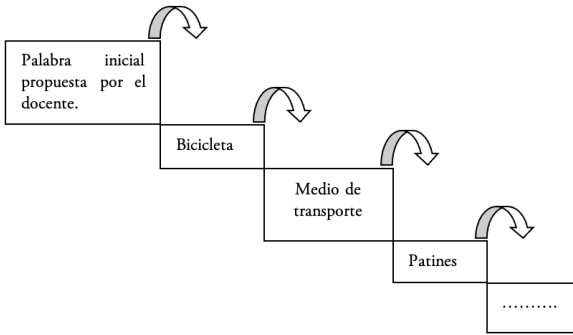 Palabra inicial
propuesta por el
docente.
Bicicleta
Medio de
transporte
Patines
..........